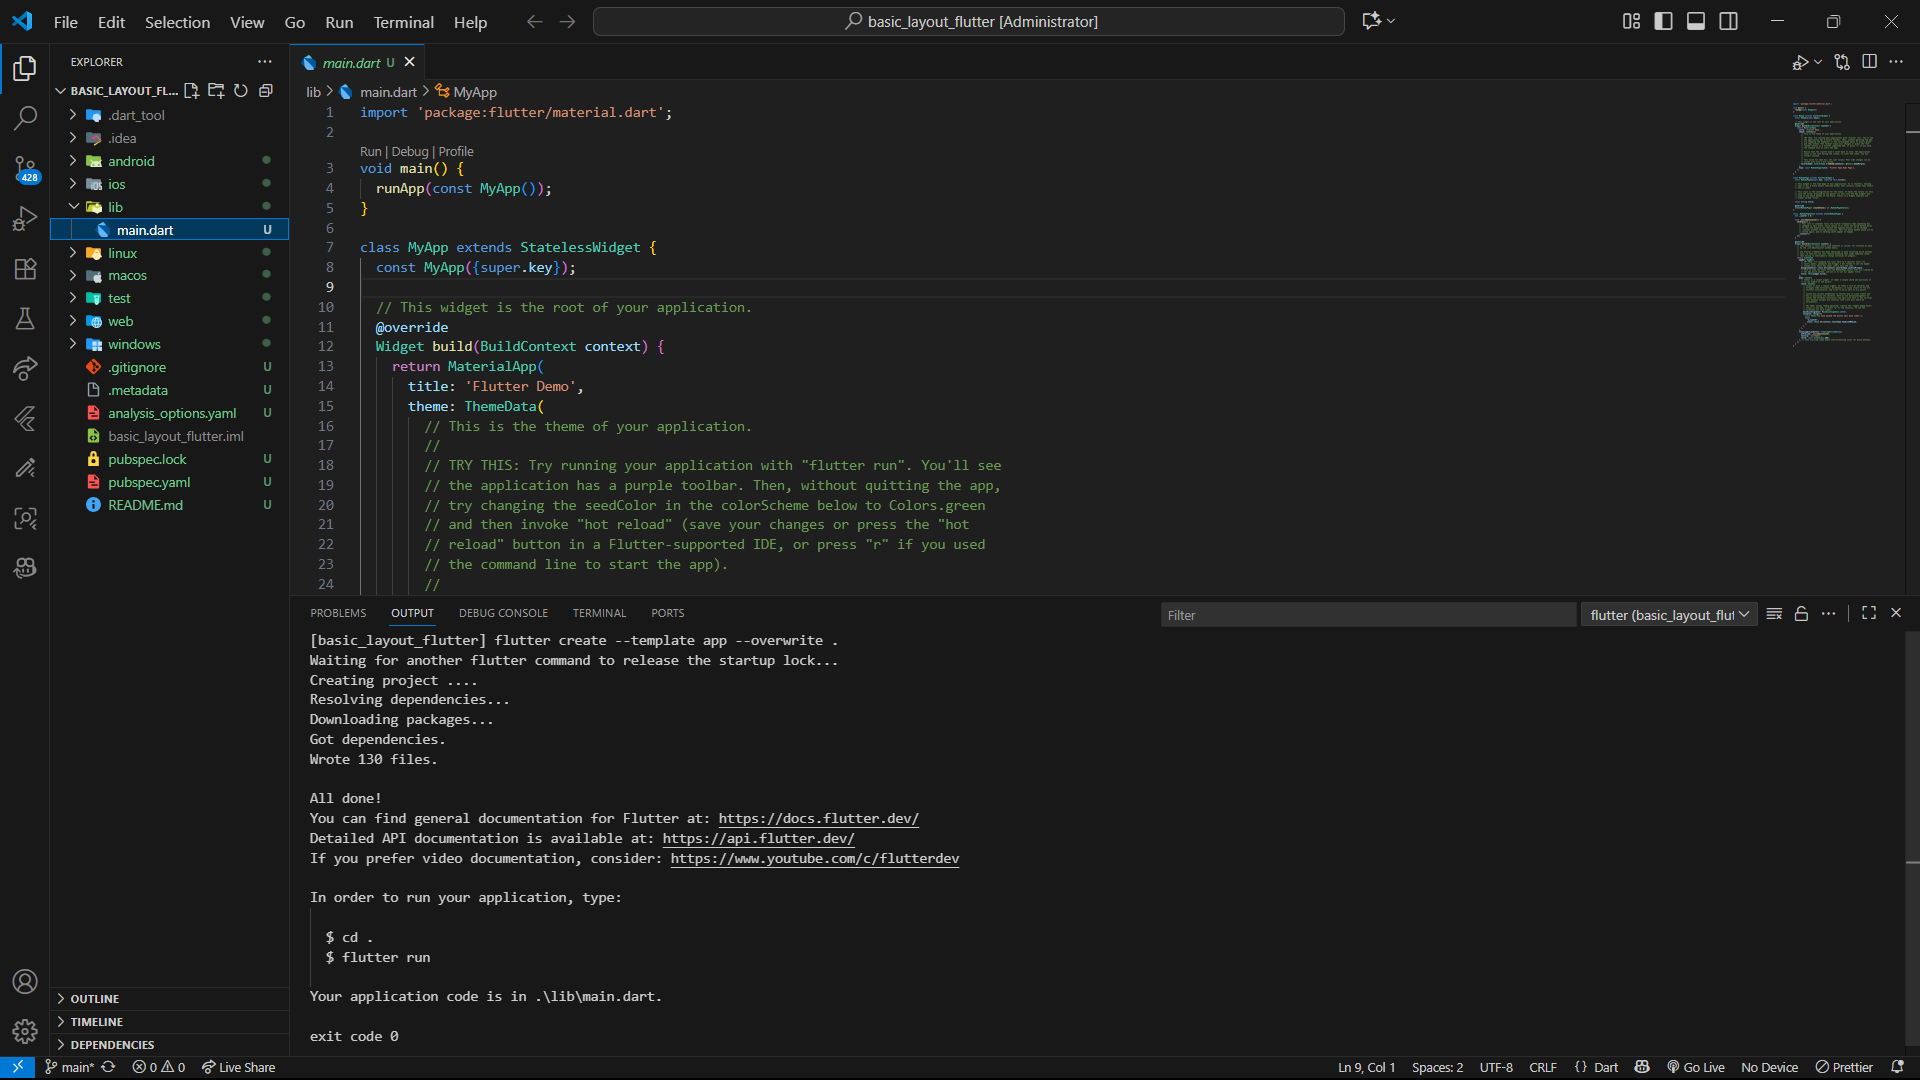 File Edit Selection View Go Run Terminal Help
basic_layout_flutter [Administrator]
EXPLORER
BASIC_LAYOUT_FL...
.dart_tool
.idea
android
ios
lib
main.dart U
linux
macos
test
web
windows
.gitignore U
.metadata U
analysis_options.yaml U
basic_layout_flutter.iml
pubspec.lock U
pubspec.yaml U
README.md U
428
OUTLINE
TIMELINE
DEPENDENCIES
main.dart U
lib > main.dart > MyApp
1 import 'package:flutter/material.dart';
2
Run | Debug | Profile
3 void main() {
4 runApp(const MyApp());
5 }
6
7 class MyApp extends StatelessWidget {
8 const MyApp({super.key});
9
10 // This widget is the root of your application.
11 @override
12 Widget build(BuildContext context) {
13 return MaterialApp(
14 title: 'Flutter Demo',
15 theme: ThemeData(
16 // This is the theme of your application.
17 //
18 // TRY THIS: Try running your application with "flutter run". You'll see
19 // the application has a purple toolbar. Then, without quitting the app,
20 // try changing the seedColor in the colorScheme below to Colors.green
21 // and then invoke "hot reload" (save your changes or press the "hot
22 // reload" button in a Flutter-supported IDE, or press "r" if you used
23 // the command line to start the app).
24 //
PROBLEMS OUTPUT DEBUG CONSOLE TERMINAL PORTS
Filter
flutter (basic_layout_flut
[basic_layout_flutter] flutter create --template app --overwrite .
Waiting for another flutter command to release the startup lock...
Creating project ....
Resolving dependencies...
Downloading packages...
Got dependencies.
Wrote 130 files.
All done!
You can find general documentation for Flutter at: https://docs.flutter.dev/
Detailed API documentation is available at: https://api.flutter.dev/
If you prefer video documentation, consider: https://www.youtube.com/c/flutterdev
In order to run your application, type:
$ cd .
$ flutter run
Your application code is in .\lib\main.dart.
exit code 0
main* 0 0 Live Share
Ln 9, Col 1 Spaces: 2 UTF-8 CRLF {} Dart Go Live No Device Prettier